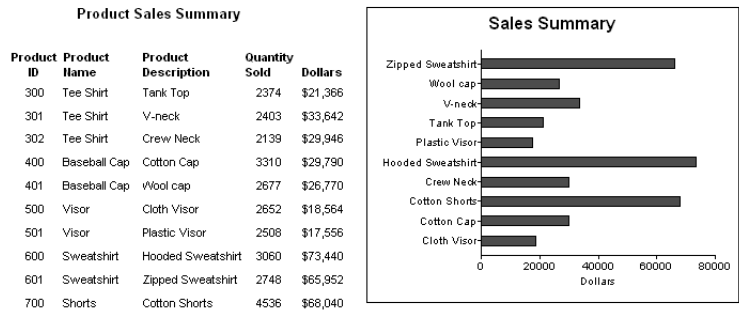 Product Sales Summary
Product Product Product Quantity
ID Name Description Sold Dollars
300 Tee Shirt Tank Top 2374 $21,366
301 Tee Shirt V-neck 2403 $33,642
302 Tee Shirt Crew Neck 2139 $29,946
400 Baseball Cap Cotton Cap 3310 $29,790
401 Baseball Cap Wool cap 2677 $26,770
500 Visor Cloth Visor 2652 $18,564
501 Visor Plastic Visor 2508 $17,556
600 Sweatshirt Hooded Sweatshirt 3060 $73,440
601 Sweatshirt Zipped Sweatshirt 2748 $65,952
700 Shorts Cotton Shorts 4536 $68,040
Sales Summary
Zipped Sweatshirt
Wool cap
V-neck
Tank Top
Plastic Visor
Hooded Sweatshirt
Crew Neck
Cotton Shorts
Cotton Cap
Cloth Visor
0 20000 40000 60000 80000
Dollars